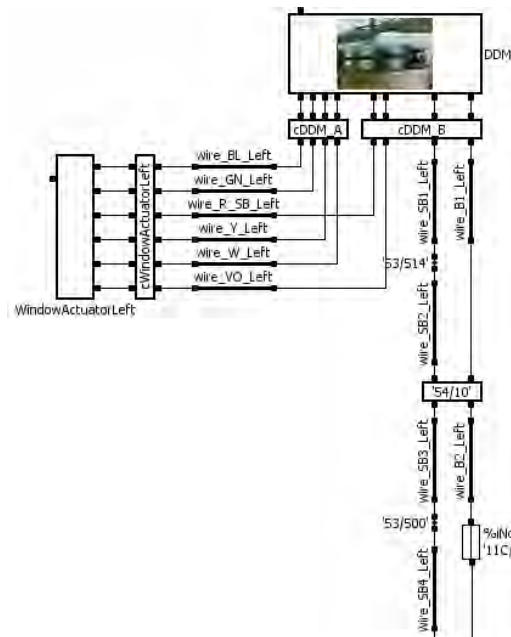 DDM
cDDM_A
cDDM_B
wire_BL_Left
wire_GN_Left
wire_R_SB_Left
wire_Y_Left
wire_W_Left
wire_VO_Left
cWindowActuatorLeft
WindowActuatorLeft
wire_SB1_Left
wire_B1_Left
'53/514'
wire_SB2_Left
'54/10'
wire_SB3_Left
wire_B2_Left
'53/500'
wire_SB4_Left